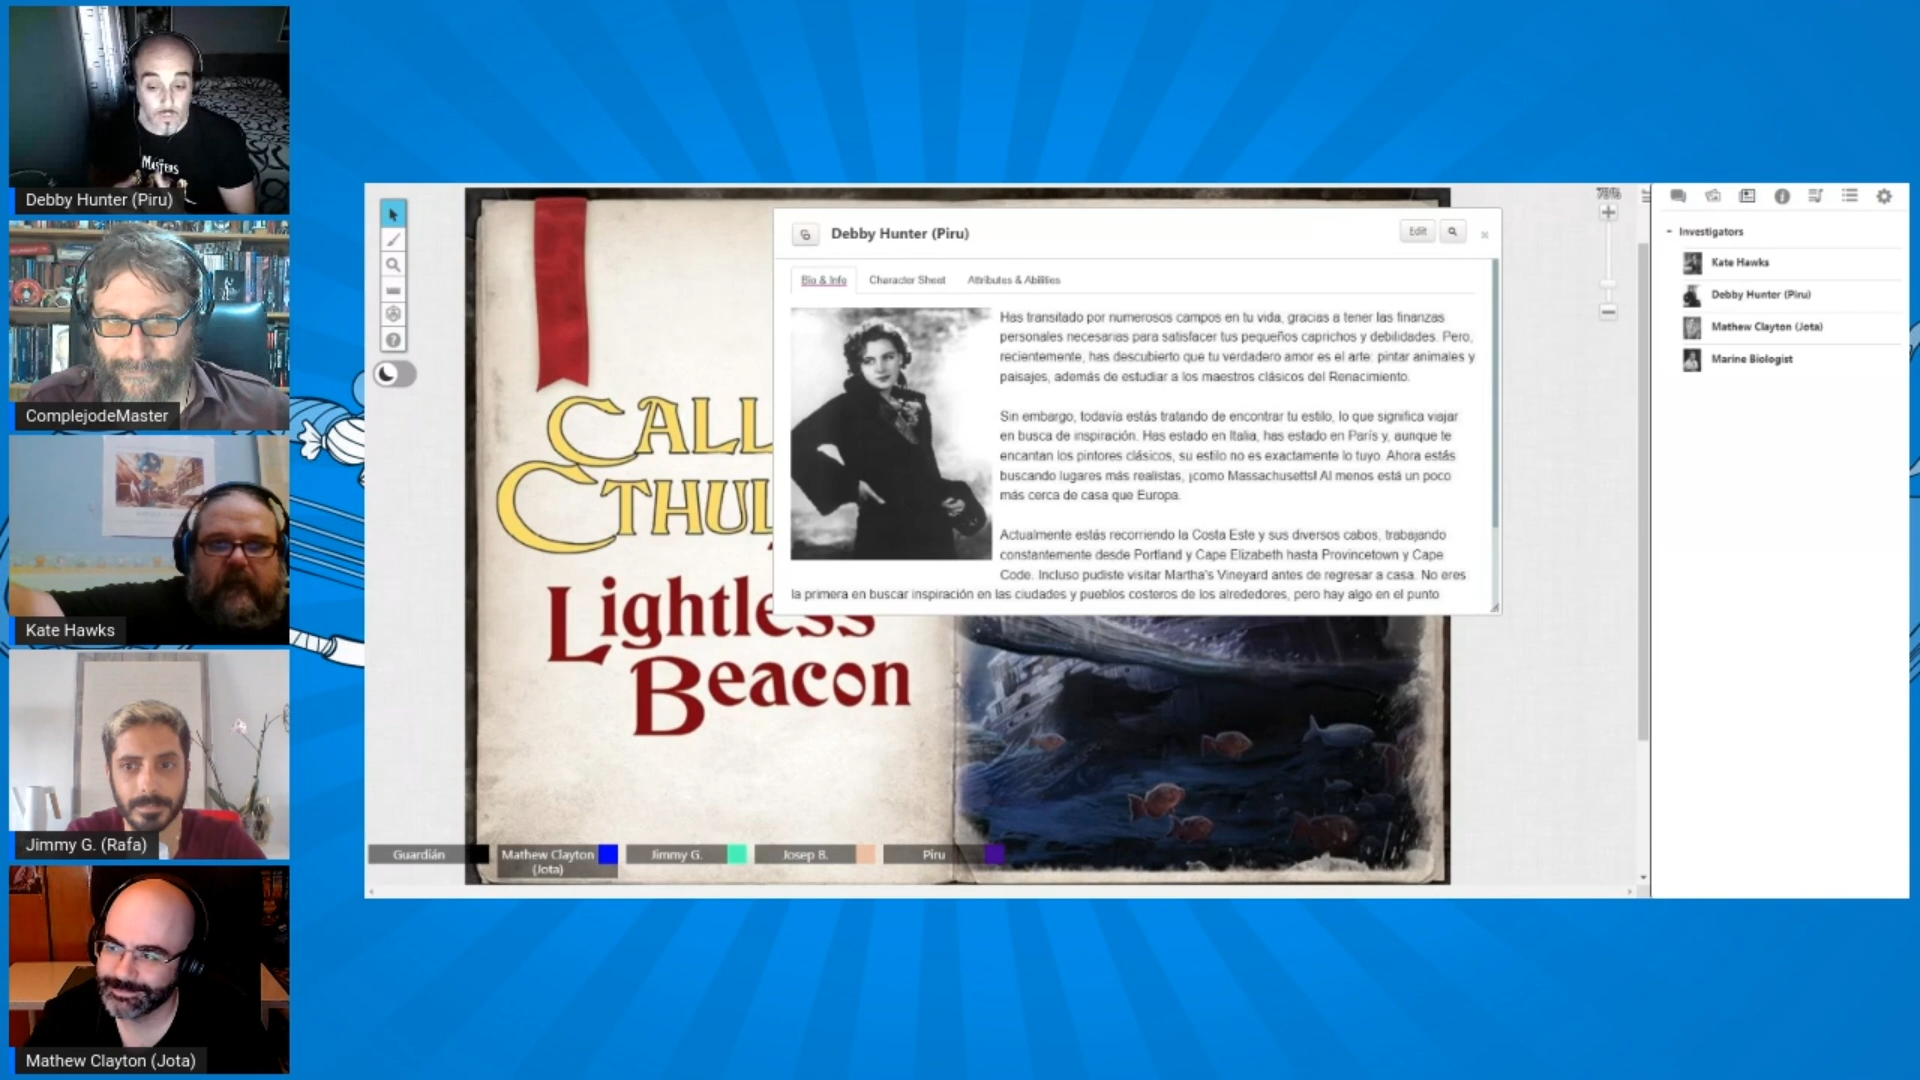 MASTERS
Debby Hunter (Piru)
ComplejodeMaster
Kate Hawks
Jimmy G. (Rafa)
Mathew Clayton (Jota)
Debby Hunter (Piru)
Edit
Bio & Info
Character Sheet
Attributes & Abilities
Has transitado por numerosos campos en tu vida, gracias a tener las finanzas
personales necesarias para satisfacer tus pequeños caprichos y debilidades. Pero,
recientemente, has descubierto que tu verdadero amor es el arte: pintar animales y
paisajes, además de estudiar a los maestros clásicos del Renacimiento.
Sin embargo, todavía estás tratando de encontrar tu estilo, lo que significa viajar
en busca de inspiración. Has estado en Italia, has estado en París y, aunque te
encantan los pintores clásicos, su estilo no es exactamente lo tuyo. Ahora estás
buscando lugares más realistas, ¡como Massachusetts! Al menos está un poco
más cerca de casa que Europa.
Actualmente estás recorriendo la Costa Este y sus diversos cabos, trabajando
constantemente desde Portland y Cape Elizabeth hasta Provincetown y Cape
Code. Incluso pudiste visitar Martha's Vineyard antes de regresar a casa. No eres
la primera en buscar inspiración en las ciudades y pueblos costeros de los alrededores, pero hay algo en el punto
CALL
CTHUL
Lightless
Beacon
Guardián
Mathew Clayton
(Jota)
Jimmy G.
Josep B.
Piru
Investigators
Kate Hawks
Debby Hunter (Piru)
Mathew Clayton (Jota)
Marine Biologist